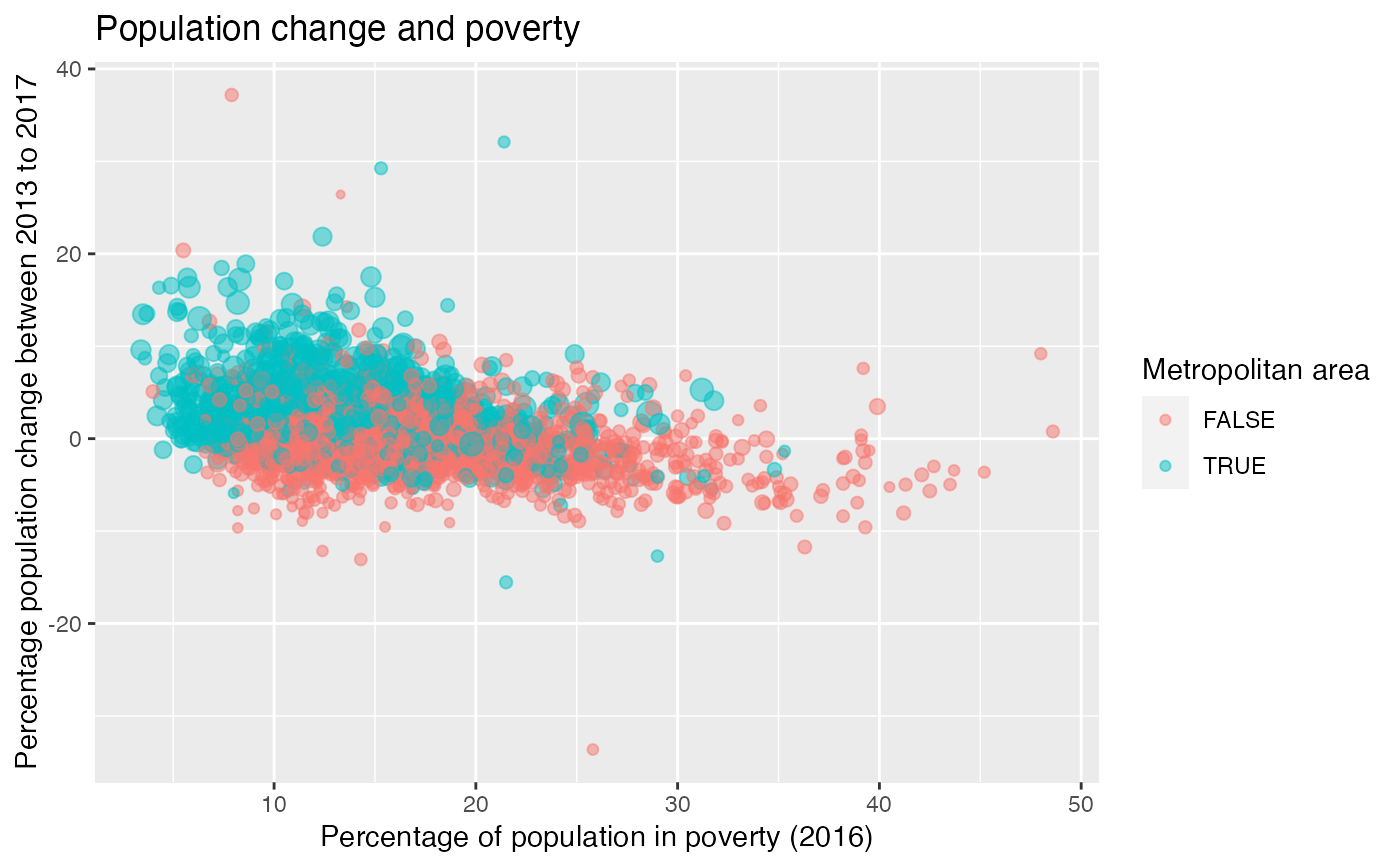 Population change and poverty
Percentage population change between 2013 to 2017
40
20
0
-20
10
20
30
40
50
Percentage of population in poverty (2016)
Metropolitan area
FALSE
TRUE